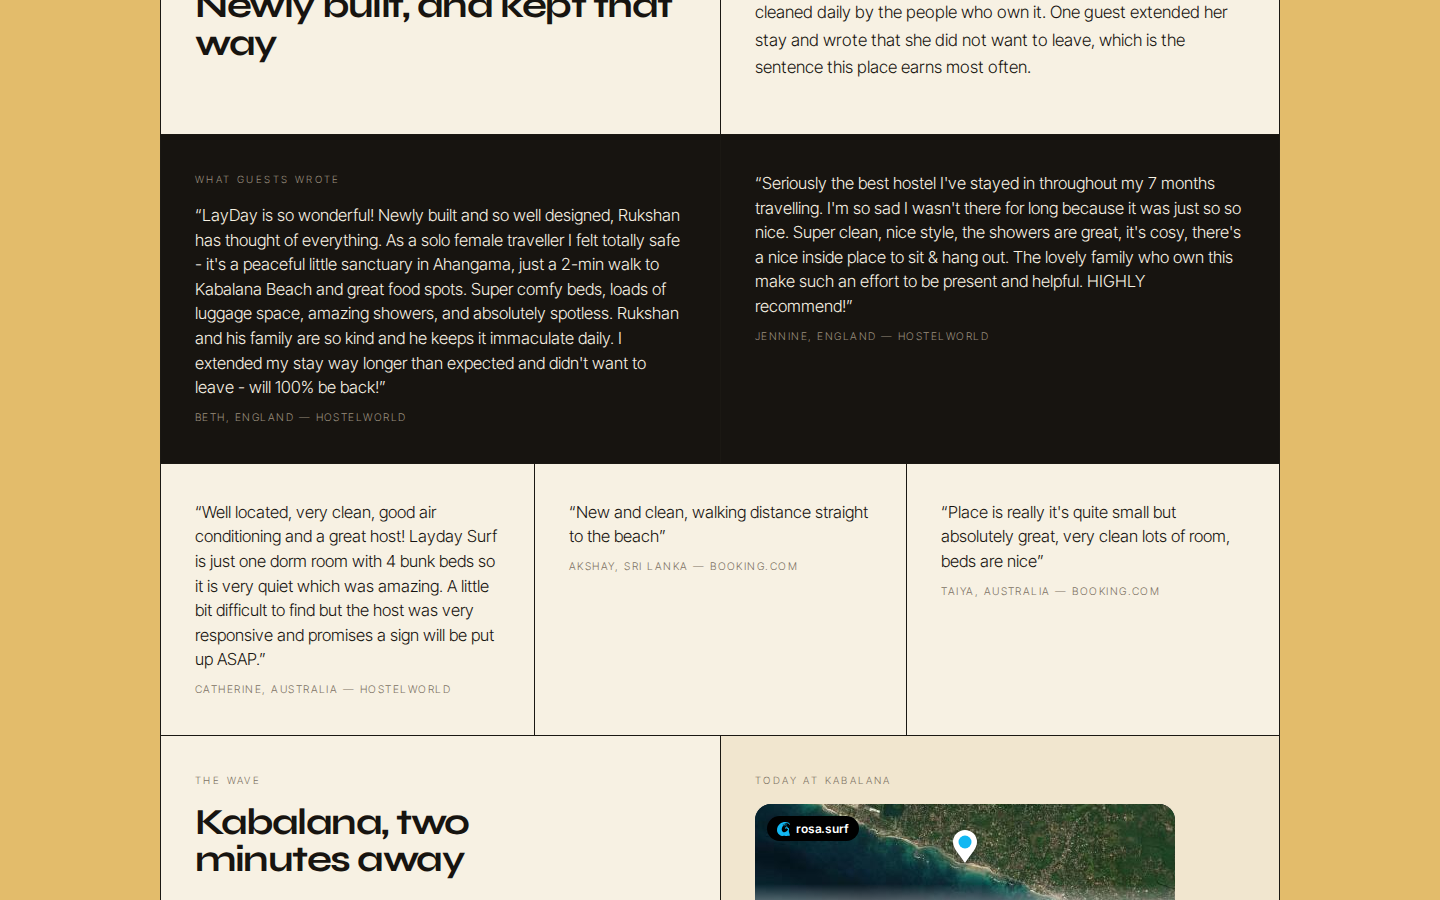 Newly built, and kept that
way
cleaned daily by the people who own it. One guest extended her
stay and wrote that she did not want to leave, which is the
sentence this place earns most often.
WHAT GUESTS WROTE
“LayDay is so wonderful! Newly built and so well designed, Rukshan
has thought of everything. As a solo female traveller I felt totally safe
- it's a peaceful little sanctuary in Ahangama, just a 2-min walk to
Kabalana Beach and great food spots. Super comfy beds, loads of
luggage space, amazing showers, and absolutely spotless. Rukshan
and his family are so kind and he keeps it immaculate daily. I
extended my stay way longer than expected and didn't want to
leave - will 100% be back!”
BETH, ENGLAND — HOSTELWORLD
“Seriously the best hostel I've stayed in throughout my 7 months
travelling. I'm so sad I wasn't there for long because it was just so so
nice. Super clean, nice style, the showers are great, it's cosy, there's
a nice inside place to sit & hang out. The lovely family who own this
make such an effort to be present and helpful. HIGHLY
recommend!”
JENNINE, ENGLAND — HOSTELWORLD
“Well located, very clean, good air
conditioning and a great host! Layday Surf
is just one dorm room with 4 bunk beds so
it is very quiet which was amazing. A little
bit difficult to find but the host was very
responsive and promises a sign will be put
up ASAP.”
CATHERINE, AUSTRALIA — HOSTELWORLD
“New and clean, walking distance straight
to the beach”
AKSHAY, SRI LANKA — BOOKING.COM
“Place is really it's quite small but
absolutely great, very clean lots of room,
beds are nice”
TAIYA, AUSTRALIA — BOOKING.COM
THE WAVE
Kabalana, two
minutes away
TODAY AT KABALANA
rosa.surf